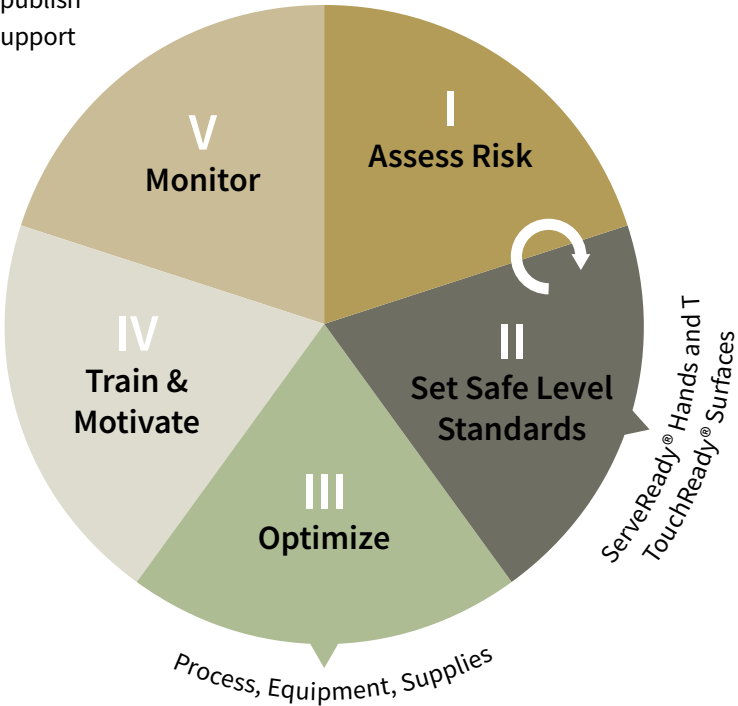 publish
upport
I
Assess Risk
II
Set Safe Level
Standards
ServeReady® Hands and T
TouchReady® Surfaces
III
Optimize
Process, Equipment, Supplies
IV
Train &
Motivate
V
Monitor